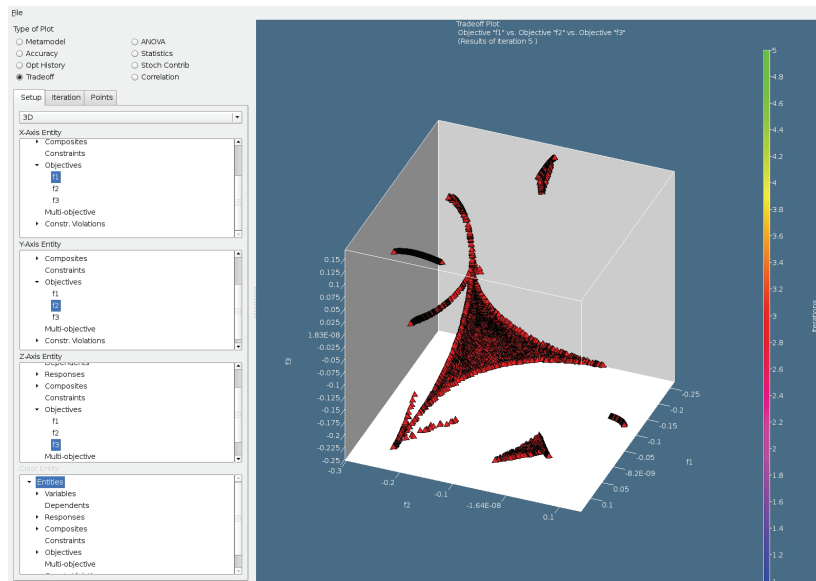 File
Type of Plot
Metamodel
ANOVA
Accuracy
Statistics
Opt History
Stoch Contrib
Tradeoff
Correlation
Setup
Iteration
Points
3D
X-Axis Entity
Composites
Constraints
Objectives
f1
f2
f3
Multi-objective
Constr. Violations
Y-Axis Entity
Composites
Constraints
Objectives
f1
f2
f3
Multi-objective
Constr. Violations
Z-Axis Entity
Dependents
Responses
Composites
Constraints
Objectives
f1
f2
f3
Multi-objective
Color Entity
Entities
Variables
Dependents
Responses
Composites
Constraints
Objectives
Multi-objective
Tradeoff Plot
Objective "f1" vs. Objective "f2" vs. Objective "f3"
(Results of Iteration 5 )
0.15
0.125
0.1
0.075
0.05
0.025
1.83E-08
-0.025
-0.05
-0.075
-0.1
-0.125
-0.15
-0.175
-0.2
-0.225
-0.25
f3
-0.3
-0.2
-0.1
-1.64E-08
0.1
f2
-0.25
-0.2
-0.15
-0.1
-0.05
-8.2E-09
0.05
0.1
f1
5
4.8
4.6
4.4
4.2
4
3.8
3.6
3.4
3.2
3
2.8
2.6
2.4
2.2
2
1.8
1.6
1.4
1.2
Iterations